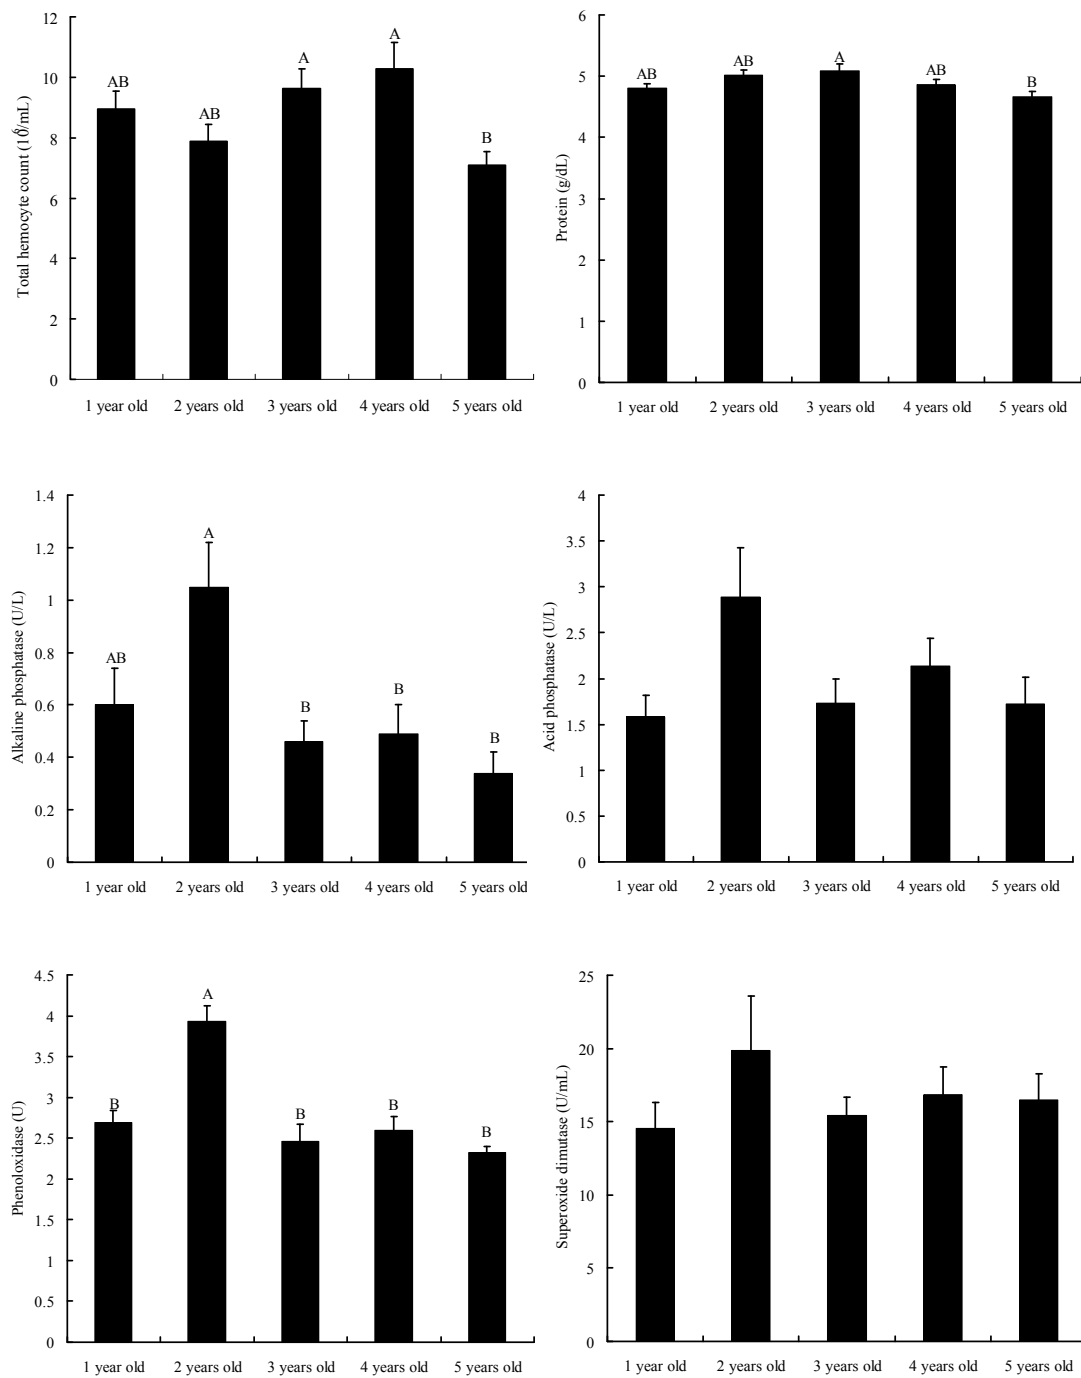 Total hemocyte count (10⁶/mL)
12
10
8
6
4
2
0
AB
AB
A
A
B
1 year old 2 years old 3 years old 4 years old 5 years old
Protein (g/dL)
6
5
4
3
2
1
0
AB
AB
A
AB
B
1 year old 2 years old 3 years old 4 years old 5 years old
Alkaline phosphatase (U/L)
1.4
1.2
1
0.8
0.6
0.4
0.2
0
AB
A
B
B
B
1 year old 2 years old 3 years old 4 years old 5 years old
Acid phosphatase (U/L)
4
3.5
3
2.5
2
1.5
1
0.5
0
1 year old 2 years old 3 years old 4 years old 5 years old
Phenoloxidase (U)
4.5
4
3.5
3
2.5
2
1.5
1
0.5
0
B
A
B
B
B
1 year old 2 years old 3 years old 4 years old 5 years old
Superoxide dimutase (U/mL)
25
20
15
10
5
0
1 year old 2 years old 3 years old 4 years old 5 years old